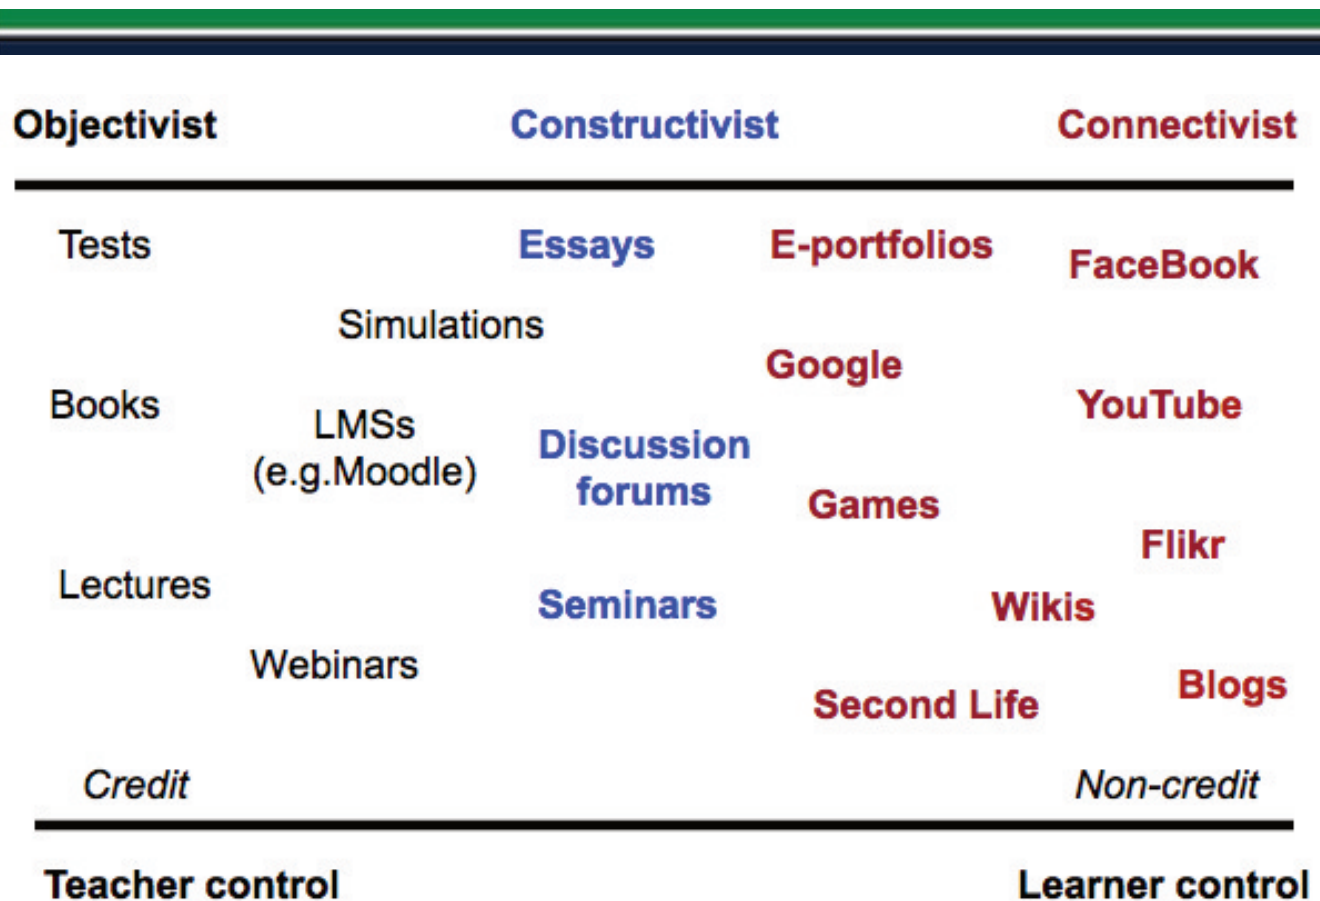 Objectivist Constructivist Connectivist
Tests Essays E-portfolios FaceBook
Simulations
Google
Books YouTube
LMSs
(e.g.Moodle)
Discussion
forums
Games
Flikr
Lectures Seminars Wikis
Webinars
Blogs
Second Life
Credit Non-credit
Teacher control Learner control